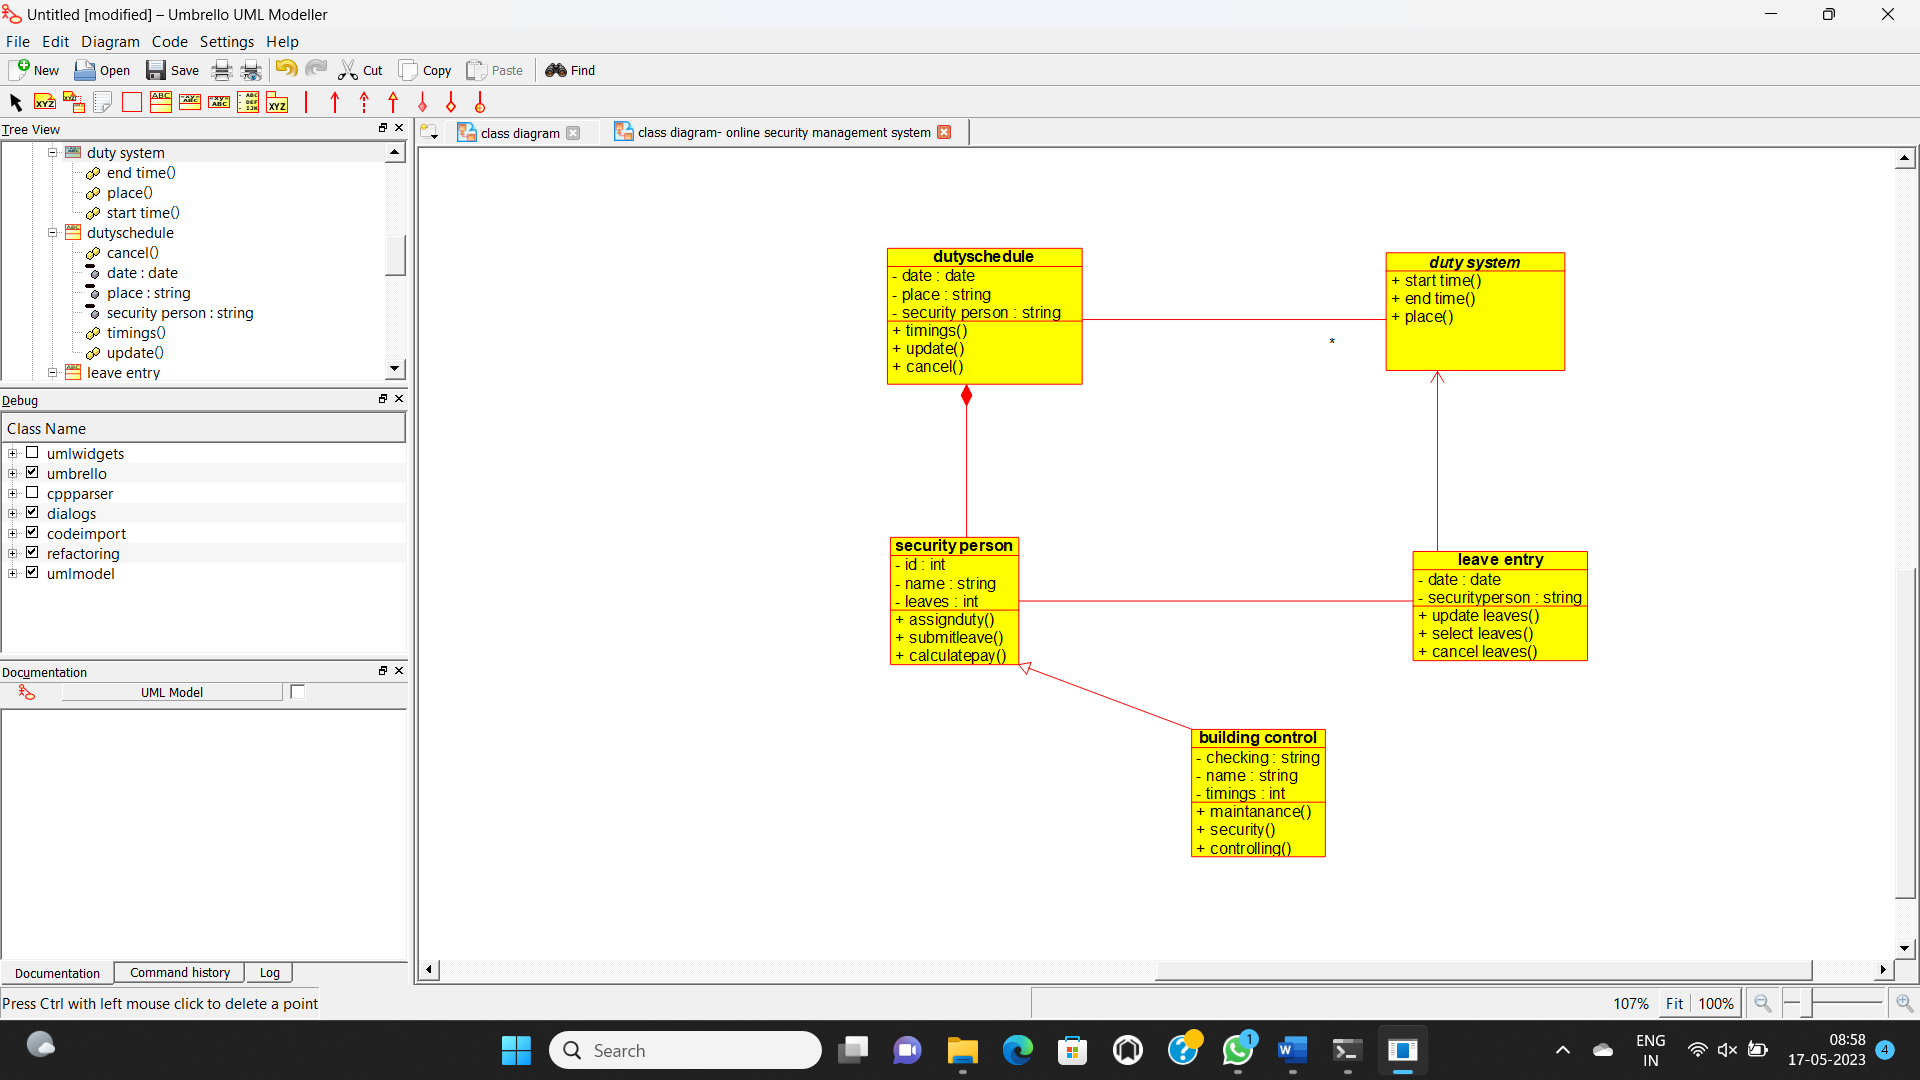 Untitled [modified] – Umbrello UML Modeller
File Edit Diagram Code Settings Help
New Open Save Cut Copy Paste Find
Tree View
duty system
end time()
place()
start time()
dutyschedule
cancel()
date : date
place : string
security person : string
timings()
update()
leave entry
Debug
Class Name
umlwidgets
umbrello
cppparser
dialogs
codeimport
refactoring
umlmodel
Documentation
UML Model
Documentation Command history Log
Press Ctrl with left mouse click to delete a point
class diagram
class diagram- online security management system
dutyschedule
- date : date
- place : string
- security person : string
+ timings()
+ update()
+ cancel()
duty system
+ start time()
+ end time()
+ place()
*
security person
- id : int
- name : string
- leaves : int
+ assignduty()
+ submitleave()
+ calculatepay()
leave entry
- date : date
- securityperson : string
+ update leaves()
+ select leaves()
+ cancel leaves()
building control
- checking : string
- name : string
- timings : int
+ maintanance()
+ security()
+ controlling()
107% Fit 100%
Search
1
ENG
IN
08:58
17-05-2023
4